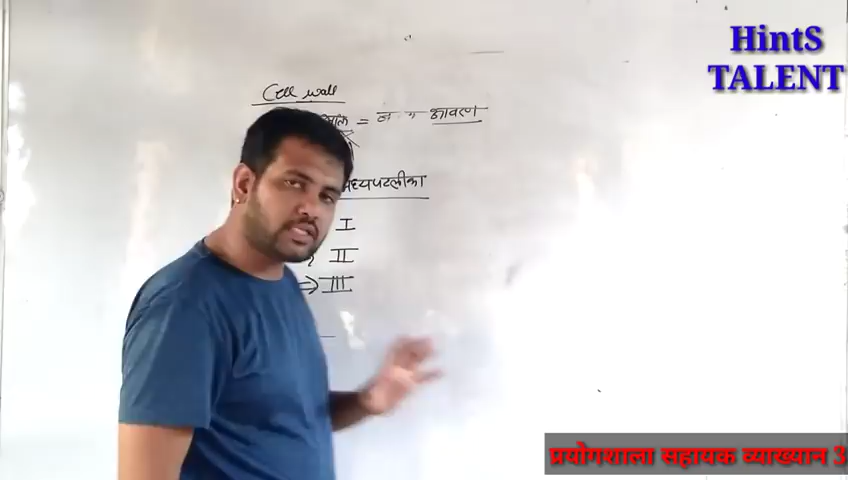 HintS
TALENT
Cell wall
= आवरण
मध्यपटलीका
I
II
⇒ III
प्रयोगशाला सहायक व्याख्यान 3